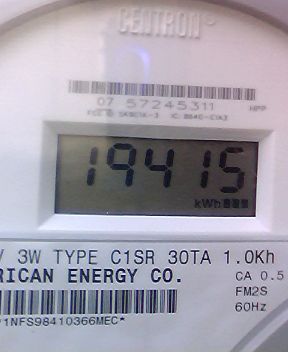 CENTRON
07 57245311
APP
19415
kWh
V 3W TYPE C1SR 30TA 1.0Kh
RICAN ENERGY CO.
CA 0.5
FM2S
60Hz
1NFS98410366MEC*